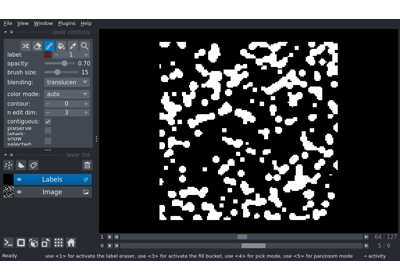 File View Window Plugins Help
layer controls
label: 1
opacity: 0.70
brush size: 15
blending: translucen
color mode: auto
contour: 0
n edit dim: 3
contiguous:
preserve
labels:
show
selected:
layer list
Labels
Image
1 64 127
5 9
Ready use <1> for activate the label eraser, use <3> for activate the fill bucket, use <4> for pick mode, use <5> for pan/zoom mode activity